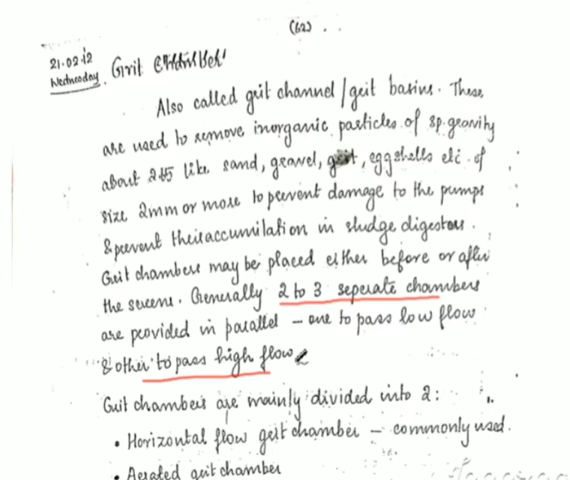 (62)
21.02.12
Wednesday
Grit Chamber
Also called grit channel/grit basins. These
are used to remove inorganic particles of sp.gravity
about 2.65 like sand, gravel, grit, eggshells etc of
size 2mm or more to prevent damage to the pumps
& prevent their accumilation in sludge digestors.
Grit chambers may be placed either before or after
the screens. Generally 2 to 3 seperate chambers
are provided in parallel – one to pass low flow
& other to pass high flow
Grit chambers are mainly divided into 2:
• Horizontal flow grit chamber – commonly used.
• Aerated grit chamber